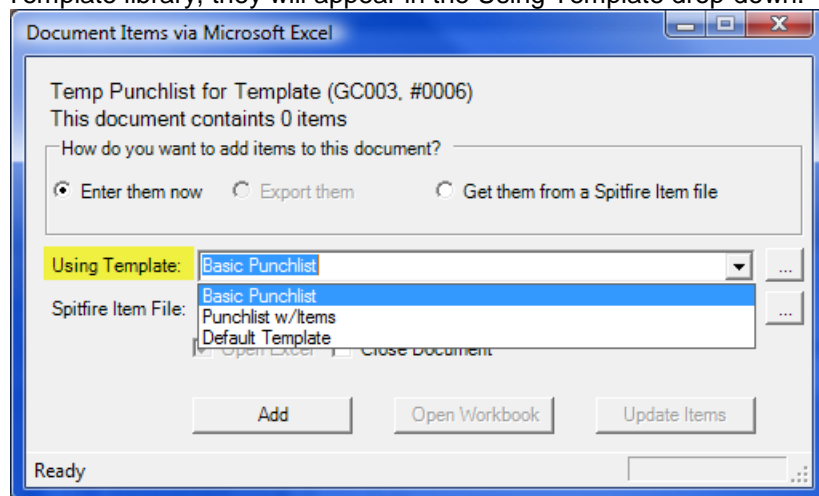 Template library, they will appear in the Using Template drop-down.
Document Items via Microsoft Excel
Temp Punchlist for Template (GC003, #0006)
This document containts 0 items
How do you want to add items to this document?
Enter them now Export them Get them from a Spitfire Item file
Using Template: Basic Punchlist ...
Spitfire Item File: ...
Basic Punchlist
Punchlist w/Items
Default Template
Open Excel Close Document
Add Open Workbook Update Items
Ready